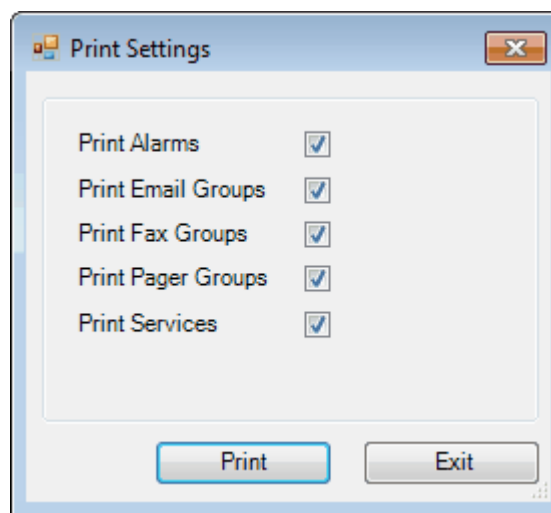 Print Settings
Print Alarms
Print Email Groups
Print Fax Groups
Print Pager Groups
Print Services
Print Exit